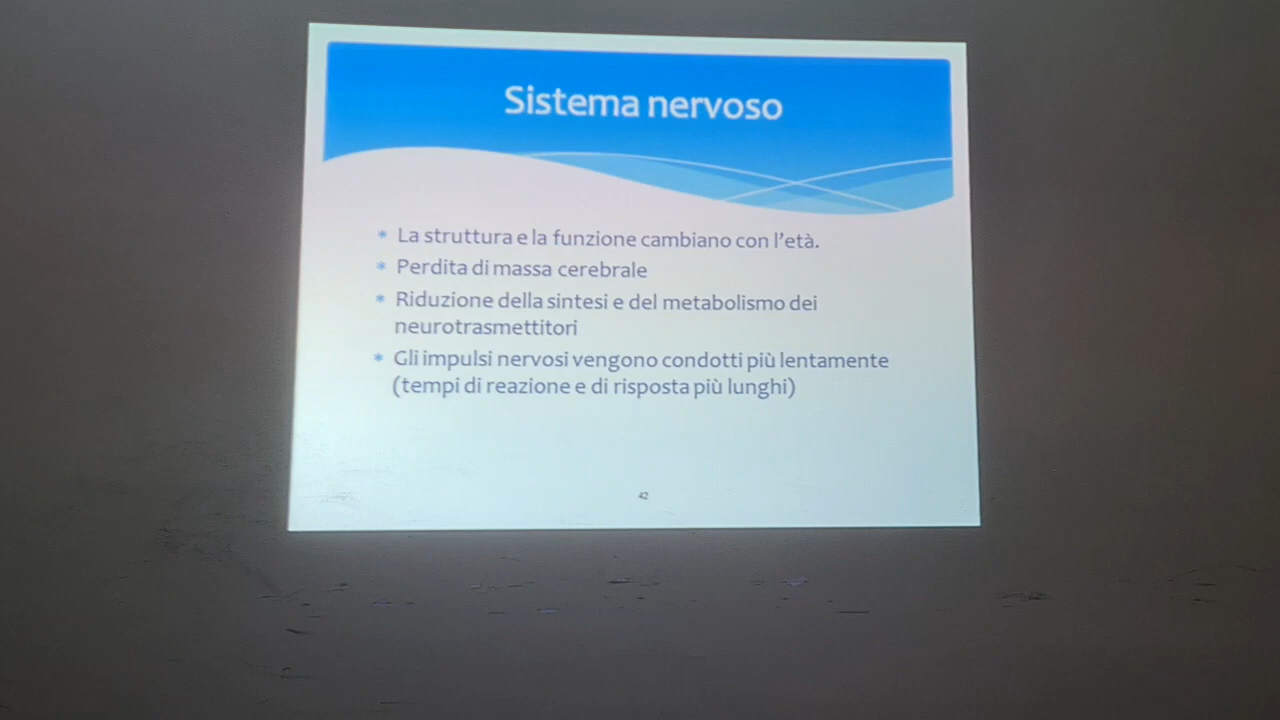 Sistema nervoso
* La struttura e la funzione cambiano con l'età.
* Perdita di massa cerebrale
* Riduzione della sintesi e del metabolismo dei
neurotrasmettitori
* Gli impulsi nervosi vengono condotti più lentamente
(tempi di reazione e di risposta più lunghi)
42